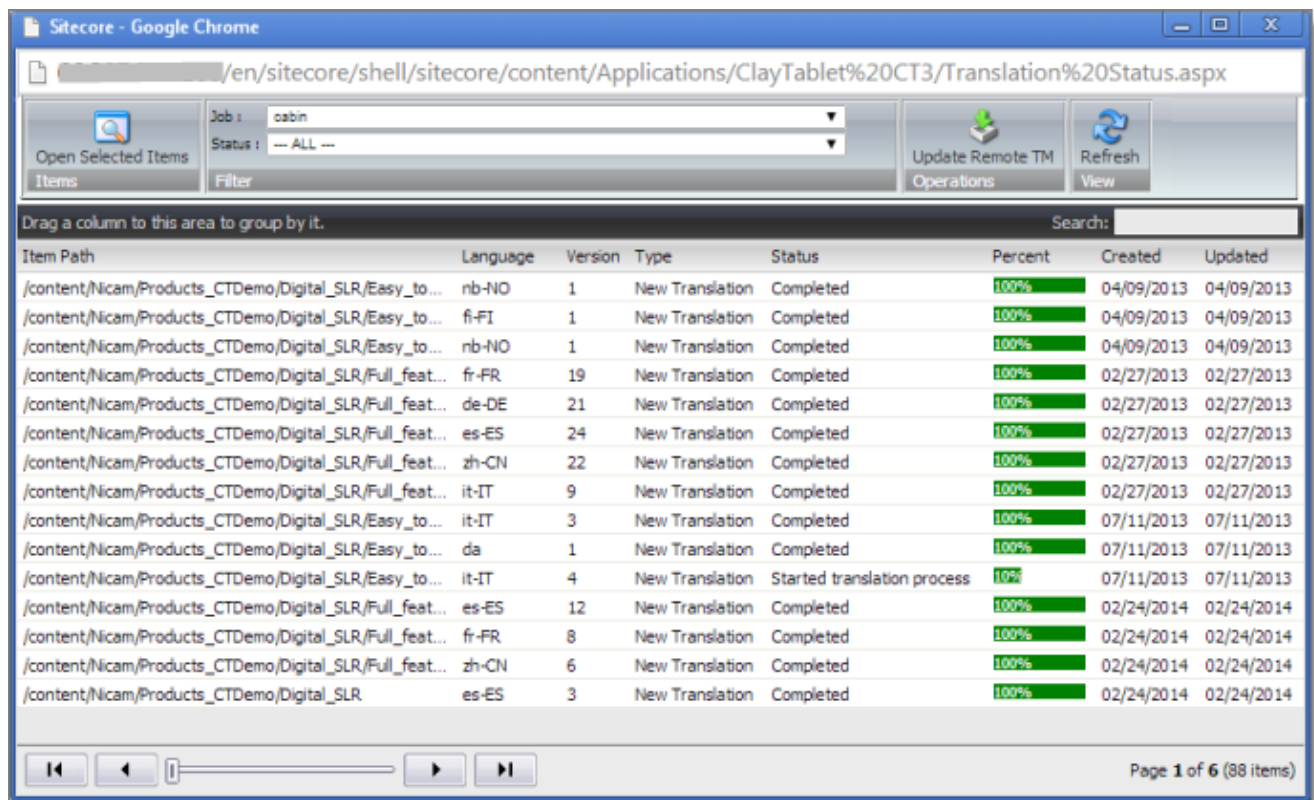 Sitecore - Google Chrome
/en/sitecore/shell/sitecore/content/Applications/ClayTablet%20CT3/Translation%20Status.aspx
Open Selected Items
Items
Job : cabin
Status : --- ALL ---
Filter
Update Remote TM
Operations
Refresh
View
Drag a column to this area to group by it. Search:
Item Path Language Version Type Status Percent Created Updated
/content/Nicam/Products_CTDemo/Digital_SLR/Easy_to... nb-NO 1 New Translation Completed 100% 04/09/2013 04/09/2013
/content/Nicam/Products_CTDemo/Digital_SLR/Easy_to... fi-FI 1 New Translation Completed 100% 04/09/2013 04/09/2013
/content/Nicam/Products_CTDemo/Digital_SLR/Easy_to... nb-NO 1 New Translation Completed 100% 04/09/2013 04/09/2013
/content/Nicam/Products_CTDemo/Digital_SLR/Full_feat... fr-FR 19 New Translation Completed 100% 02/27/2013 02/27/2013
/content/Nicam/Products_CTDemo/Digital_SLR/Full_feat... de-DE 21 New Translation Completed 100% 02/27/2013 02/27/2013
/content/Nicam/Products_CTDemo/Digital_SLR/Full_feat... es-ES 24 New Translation Completed 100% 02/27/2013 02/27/2013
/content/Nicam/Products_CTDemo/Digital_SLR/Full_feat... zh-CN 22 New Translation Completed 100% 02/27/2013 02/27/2013
/content/Nicam/Products_CTDemo/Digital_SLR/Full_feat... it-IT 9 New Translation Completed 100% 02/27/2013 02/27/2013
/content/Nicam/Products_CTDemo/Digital_SLR/Easy_to... it-IT 3 New Translation Completed 100% 07/11/2013 07/11/2013
/content/Nicam/Products_CTDemo/Digital_SLR/Easy_to... da 1 New Translation Completed 100% 07/11/2013 07/11/2013
/content/Nicam/Products_CTDemo/Digital_SLR/Easy_to... it-IT 4 New Translation Started translation process 10% 07/11/2013 07/11/2013
/content/Nicam/Products_CTDemo/Digital_SLR/Full_feat... es-ES 12 New Translation Completed 100% 02/24/2014 02/24/2014
/content/Nicam/Products_CTDemo/Digital_SLR/Full_feat... fr-FR 8 New Translation Completed 100% 02/24/2014 02/24/2014
/content/Nicam/Products_CTDemo/Digital_SLR/Full_feat... zh-CN 6 New Translation Completed 100% 02/24/2014 02/24/2014
/content/Nicam/Products_CTDemo/Digital_SLR es-ES 3 New Translation Completed 100% 02/24/2014 02/24/2014
Page 1 of 6 (88 items)